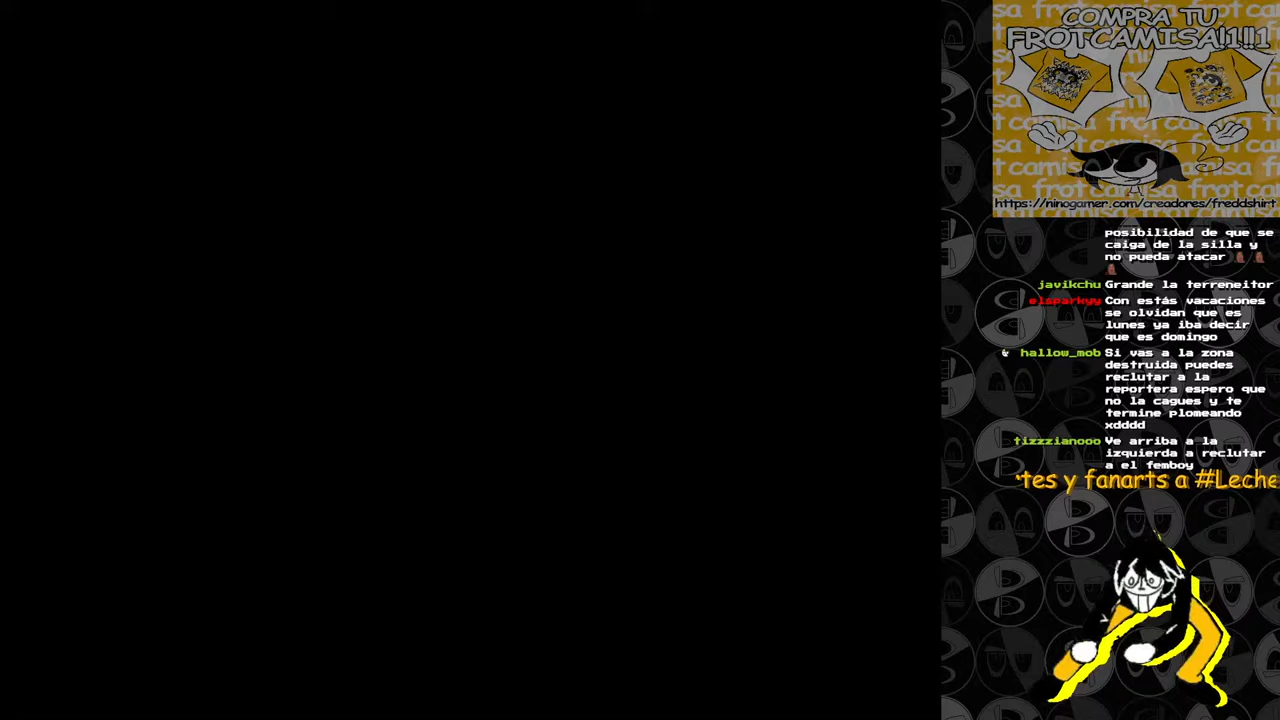 COMPRA TU
FROTCAMISA!1!!1
https://ninogamer.com/creadores/freddshirt
posibilidad de que se
caiga de la silla y
no pueda atacar
javikchu Grande la terreneitor
elsparkyy Con estás vacaciones
se olvidan que es
lunes ya iba decir
que es domingo
hallow_mob Si vas a la zona
destruida puedes
reclutar a la
reportera espero que
no la cagues y te
termine plomeando
xdddd
tizzzianooo Ve arriba a la
izquierda a reclutar
a el femboy
tes y fanarts a #Leche